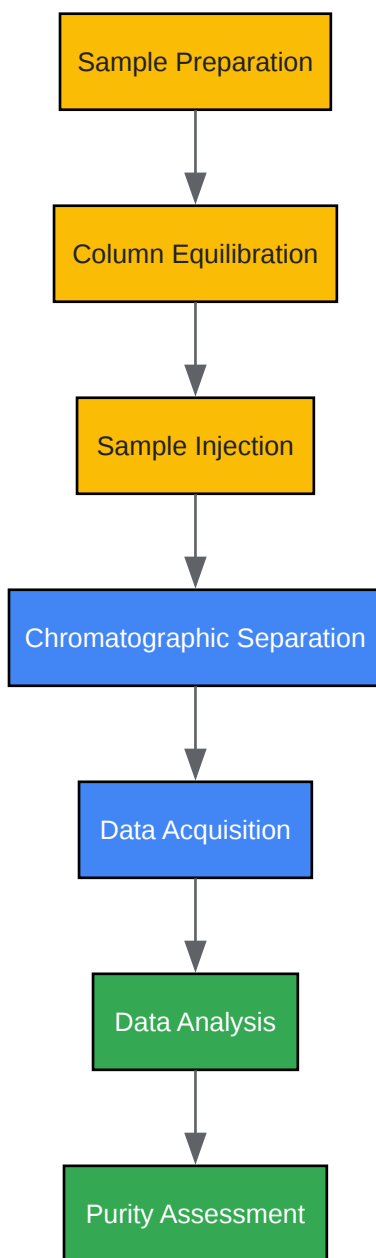 Sample Preparation
Column Equilibration
Sample Injection
Chromatographic Separation
Data Acquisition
Data Analysis
Purity Assessment